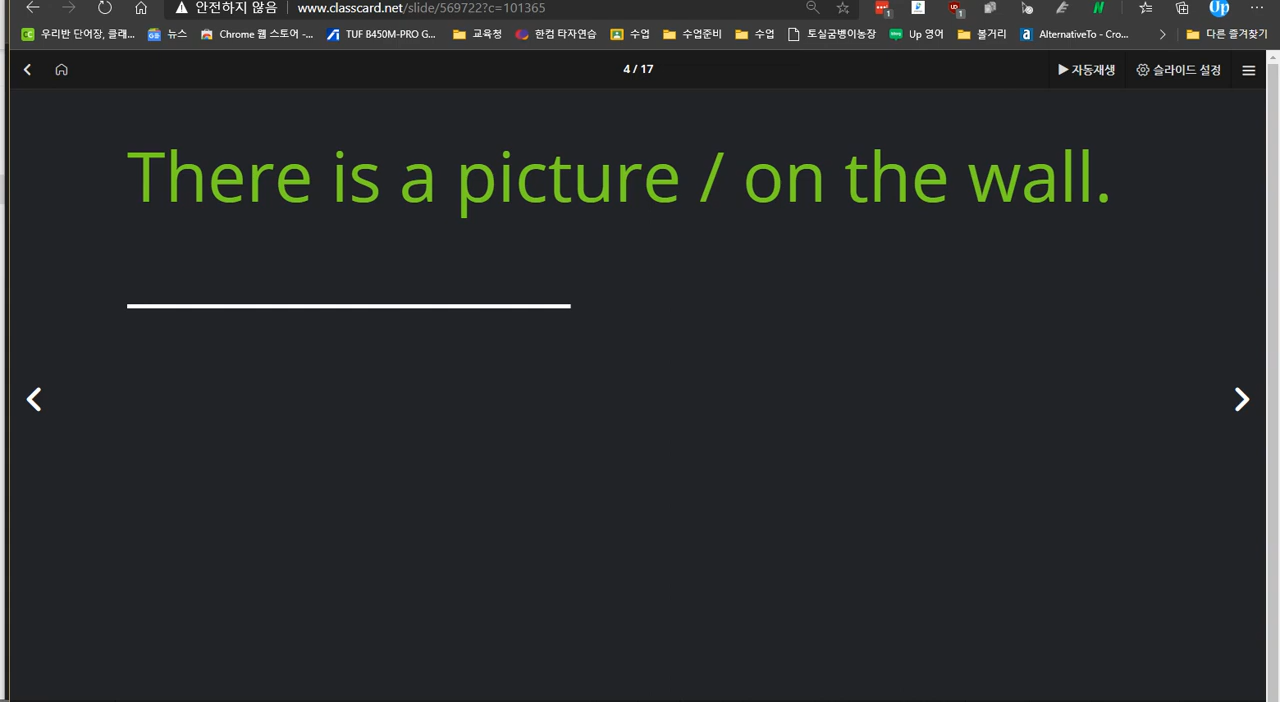 안전하지 않음 www.classcard.net/slide/569722?c=101365
우리반 단어장, 클래... 뉴스 Chrome 웹 스토어 -... TUF B450M-PRO G... 교육청 한컴 타자연습 수업 수업준비 수업 토실굼벵이농장 Up 영어 볼거리 AlternativeTo - Cro... 다른 즐겨찾기
4 / 17 자동재생 슬라이드 설정
There is a picture / on the wall.